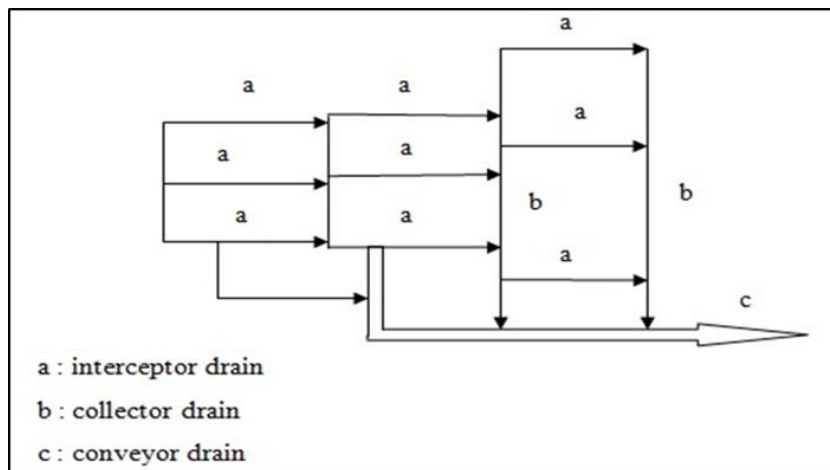 a
a a
a
a a
b b
a a
a
c
a : interceptor drain
b : collector drain
c : conveyor drain